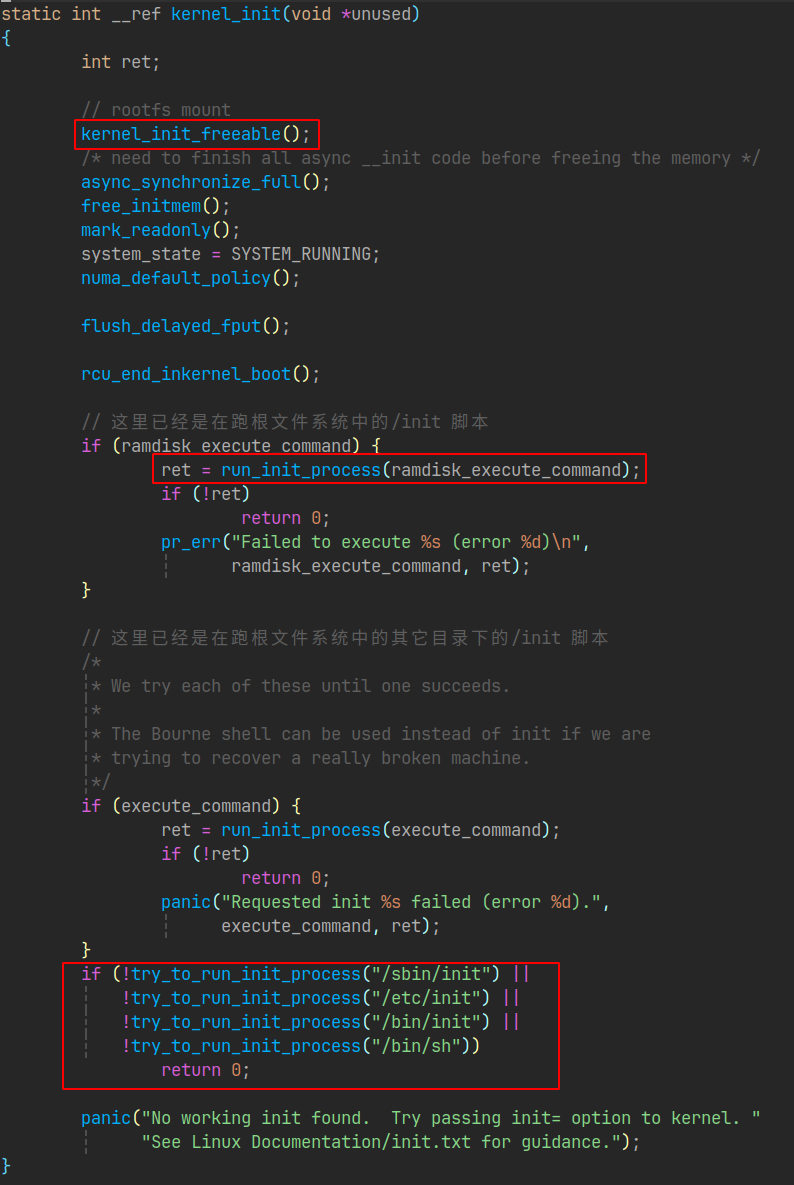 static int __ref kernel_init(void *unused)
{
        int ret;
        // rootfs mount
        kernel_init_freeable();
        /* need to finish all async __init code before freeing the memory */
        async_synchronize_full();
        free_initmem();
        mark_readonly();
        system_state = SYSTEM_RUNNING;
        numa_default_policy();
        flush_delayed_fput();
        rcu_end_inkernel_boot();
        // 这里已经是在跑根文件系统中的/init 脚本
        if (ramdisk_execute_command) {
                ret = run_init_process(ramdisk_execute_command);
                if (!ret)
                        return 0;
                pr_err("Failed to execute %s (error %d)\n",
                       ramdisk_execute_command, ret);
        }
        // 这里已经是在跑根文件系统中的其它目录下的/init 脚本
        /*
         * We try each of these until one succeeds.
         *
         * The Bourne shell can be used instead of init if we are
         * trying to recover a really broken machine.
         */
        if (execute_command) {
                ret = run_init_process(execute_command);
                if (!ret)
                        return 0;
                panic("Requested init %s failed (error %d).",
                      execute_command, ret);
        }
        if (!try_to_run_init_process("/sbin/init") ||
            !try_to_run_init_process("/etc/init") ||
            !try_to_run_init_process("/bin/init") ||
            !try_to_run_init_process("/bin/sh"))
                return 0;
        panic("No working init found.  Try passing init= option to kernel. "
              "See Linux Documentation/init.txt for guidance.");
}